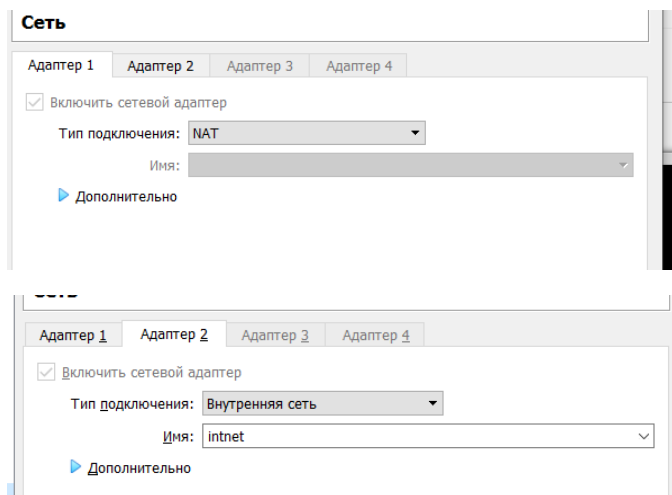 Сеть
Адаптер 1 Адаптер 2 Адаптер 3 Адаптер 4
Включить сетевой адаптер
Тип подключения: NAT
Имя:
Дополнительно
Адаптер 1 Адаптер 2 Адаптер 3 Адаптер 4
Включить сетевой адаптер
Тип подключения: Внутренняя сеть
Имя: intnet
Дополнительно